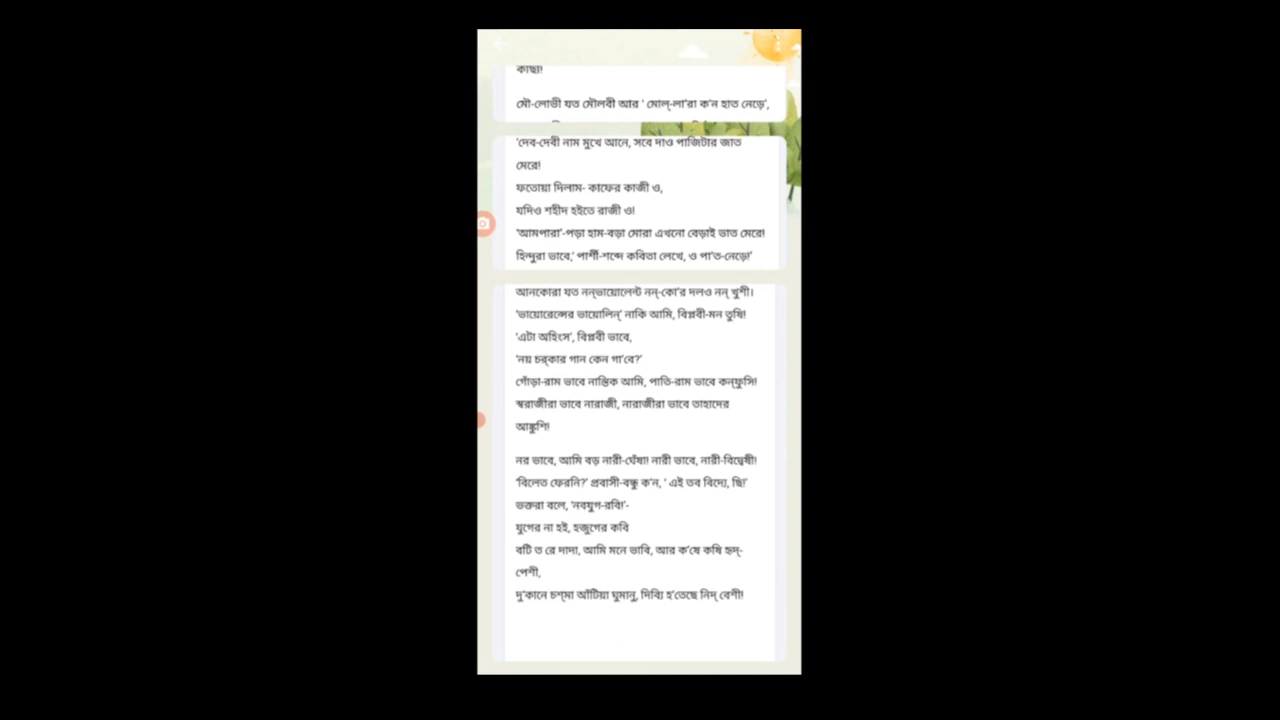 কাছা!
মৌ-লোভী যত মৌলবী আর ‘ মোল্‌-লা’রা ক’ন হাত নেড়ে’,
‘দেব-দেবী নাম মুখে আনে, সবে দাও পাজিটার জাত
মেরে!
ফতোয়া দিলাম- কাফের কাজী ও,
যদিও শহীদ হইতে রাজী ও!
‘আমপারা’-পড়া হাম-বড়া মোরা এখনো বেড়াই ভাত মেরে!
হিন্দুরা ভাবে,‘ পার্শী-শব্দে কবিতা লেখে, ও পা’ত-নেড়ে!’
আনকোরা যত নন্‌ভায়োলেন্ট নন্‌-কো’র দলও নন্‌ খুশী।
‘ভায়োরেন্সের ভায়োলিন্‌’ নাকি আমি, বিপ্লবী-মন তুষি!
‘এটা অহিংস’, বিপ্লবী ভাবে,
‘নয় চর্‌কার গান কেন গা’বে?’
গোঁড়া-রাম ভাবে নাস্তিক আমি, পাতি-রাম ভাবে কন্‌ফুসি!
স্বরাজীরা ভাবে নারাজী, নারাজীরা ভাবে তাহাদের
আঙ্কুশি!
নর ভাবে, আমি বড় নারী-ঘেঁষা! নারী ভাবে, নারী-বিদ্বেষী!
‘বিলেত ফেরনি?’ প্রবাসী-বন্ধু ক’ন, ‘ এই তব বিদ্যে, ছি!’
ভক্তরা বলে, ‘নবযুগ-রবি!’-
যুগের না হই, হজুগের কবি
বটি ত রে দাদা, আমি মনে ভাবি, আর ক’ষে কষি হৃদ্‌-
পেশী,
দু’কানে চশ্‌মা আঁটিয়া ঘুমানু, দিব্যি হ’তেছে নিদ্‌ বেশী!